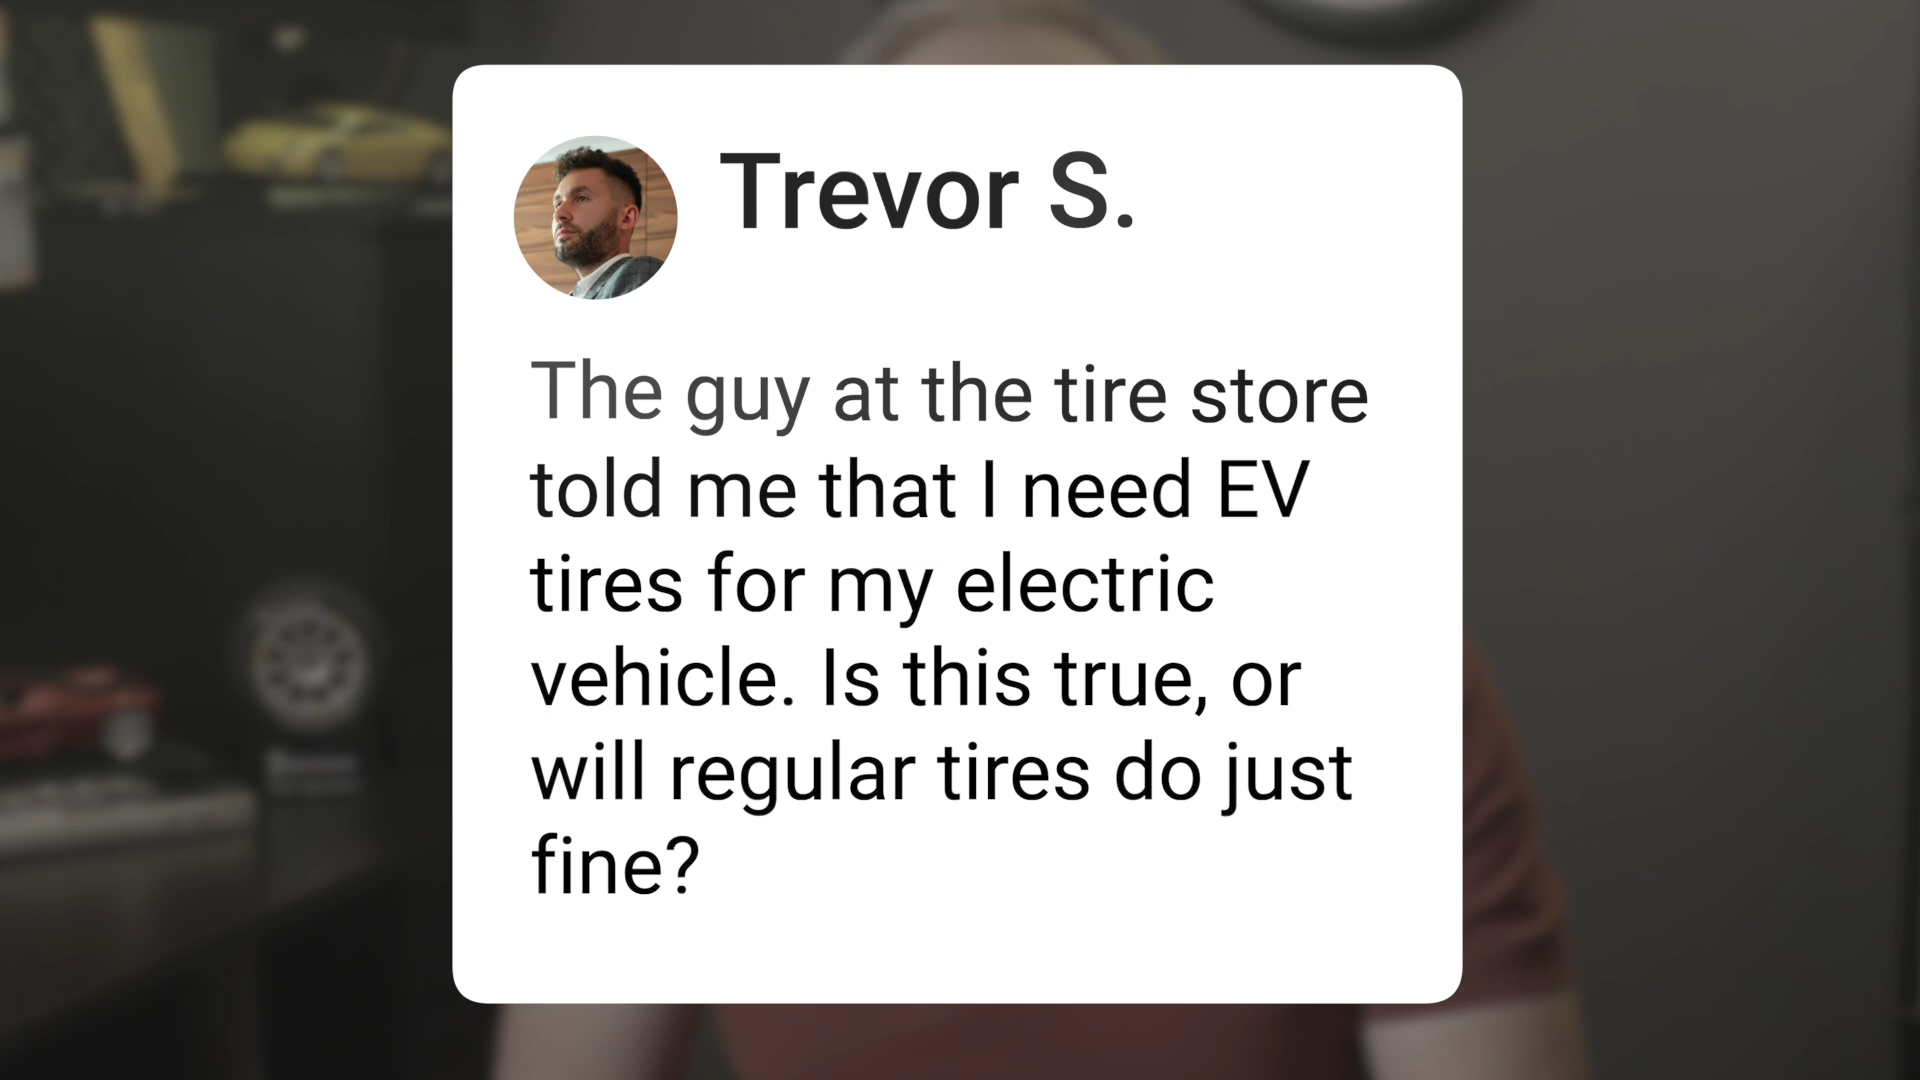 Trevor S.
The guy at the tire store
told me that I need EV
tires for my electric
vehicle. Is this true, or
will regular tires do just
fine?